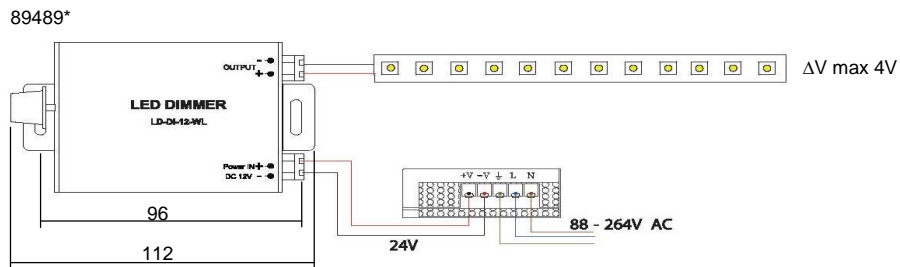 89489*
OUTPUT
-
+
ΔV max 4V
LED DIMMER
LD-DI-12-WL
Power IN +
DC 12V -
+V -V ⏚ L N
96
24V
88 - 264V AC
112